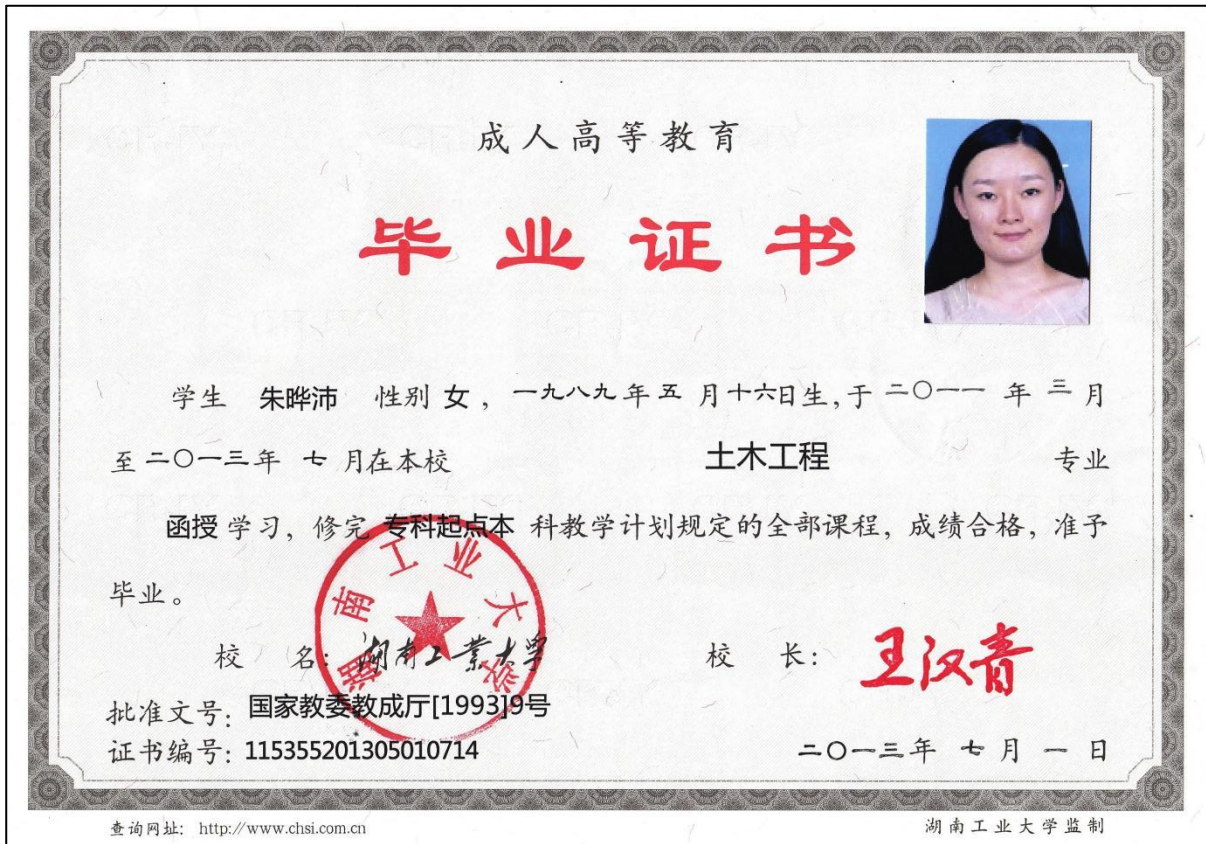 成人高等教育
毕业证书
学生 朱晔沛 性别 女，一九八九年五月十六日生，于二〇一一年三月
至二〇一三年 七月在本校 土木工程 专业
函授学习，修完 专科起点本 科教学计划规定的全部课程，成绩合格，准予
毕业。
校 名：湖南工业大学 校 长：王汉青
湖南工业大学
批准文号：国家教委教成厅[1993]9号
证书编号：115355201305010714 二〇一三年 七月 一日
查询网址：http://www.chsi.com.cn 湖南工业大学监制